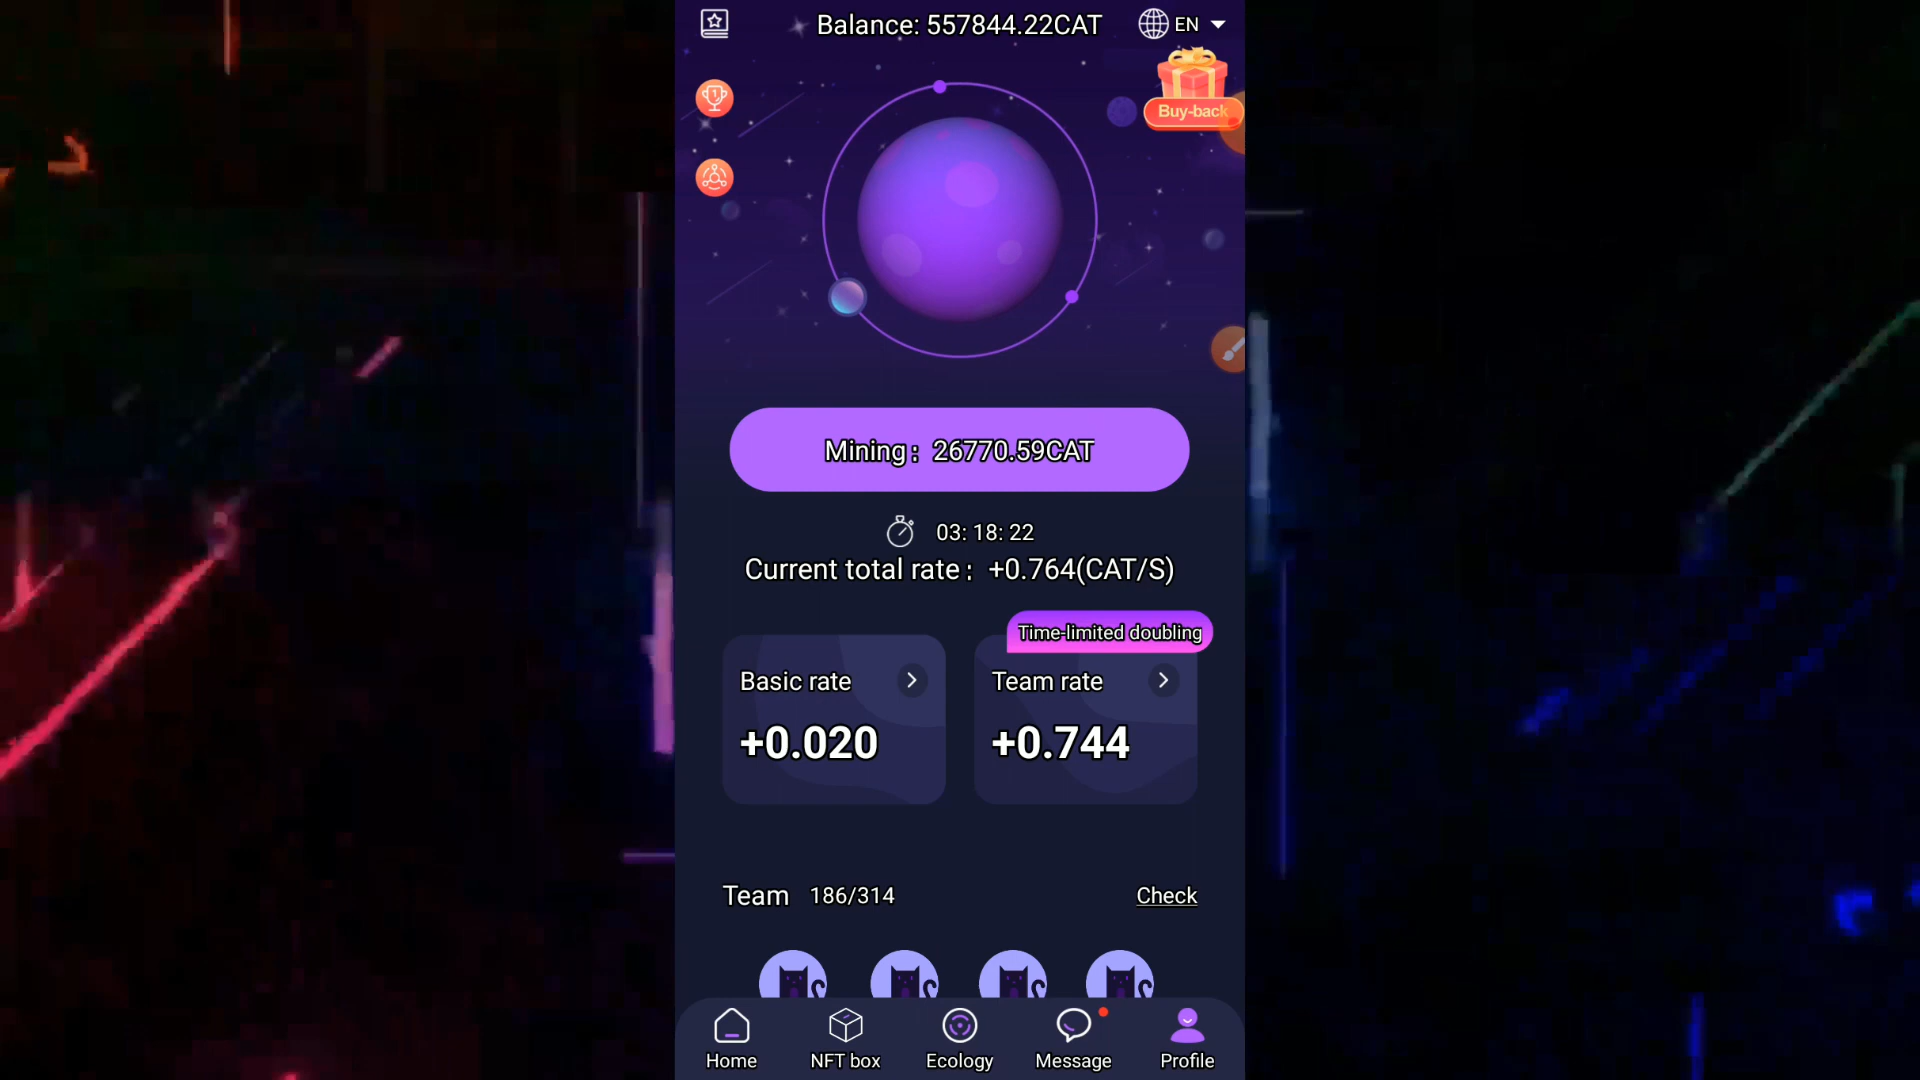 Balance: 557844.22CAT
EN
Buy-back
Mining: 26770.59CAT
03: 18: 22
Current total rate: +0.764(CAT/S)
Time-limited doubling
Basic rate
Team rate
+0.020
+0.744
Team 186/314
Check
Home
NFT box
Ecology
Message
Profile